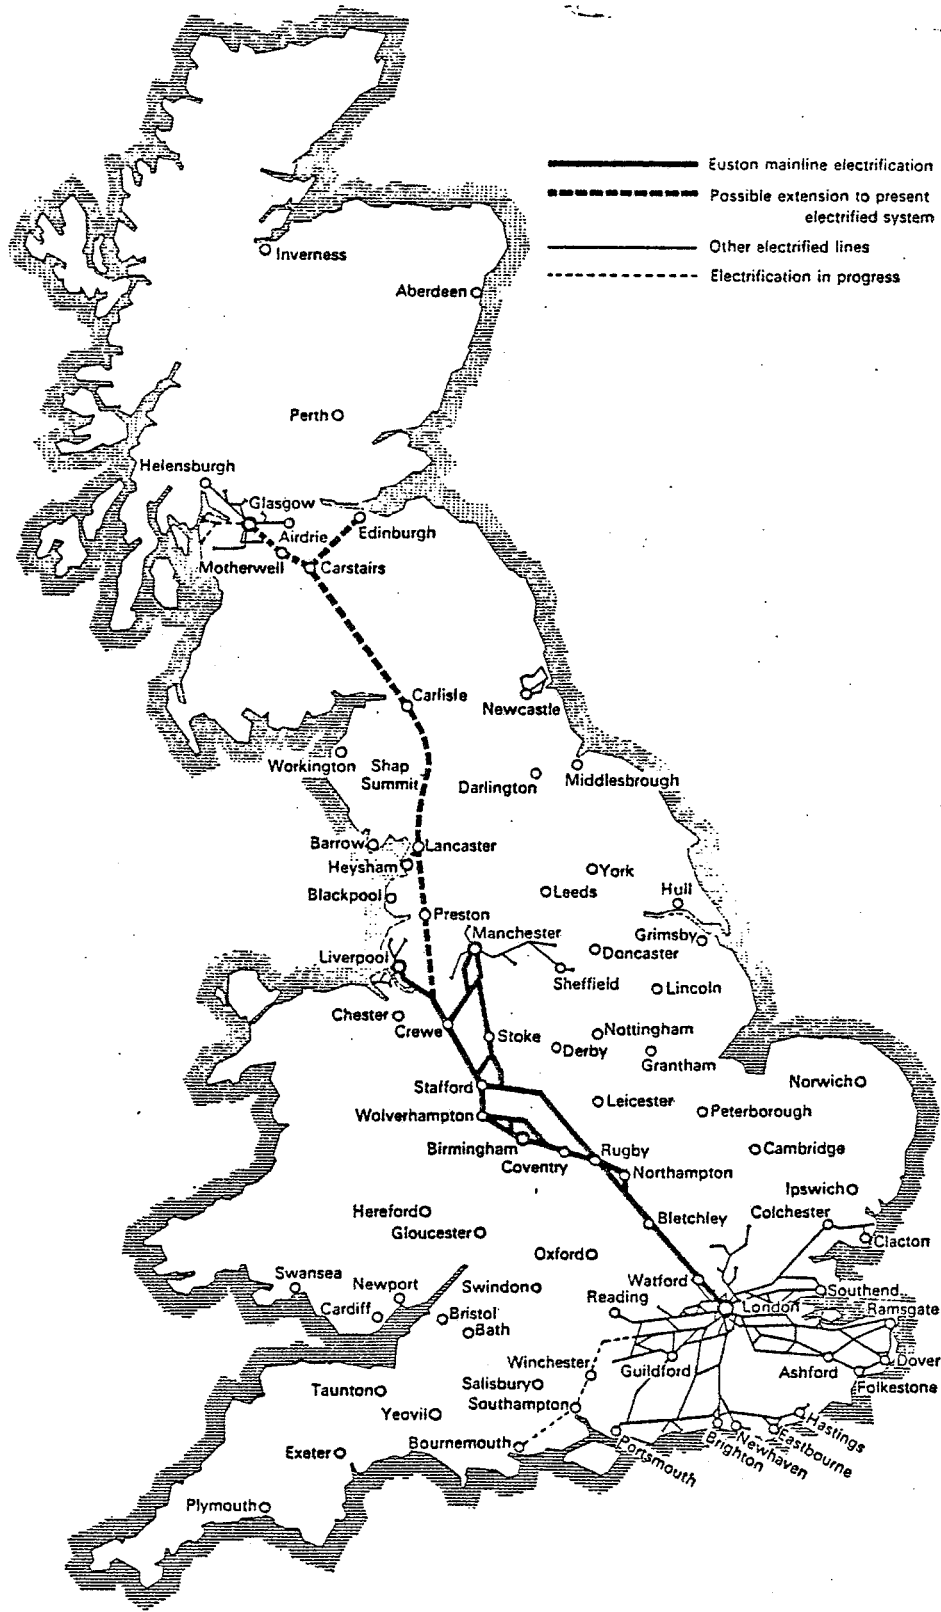 Euston mainline electrification
Possible extension to present
electrified system
Other electrified lines
Electrification in progress
Inverness
Aberdeen
Perth
Helensburgh
Glasgow
Airdrie
Edinburgh
Motherwell
Carstairs
Carlisle
Newcastle
Workington
Shap
Summit
Darlington
Middlesbrough
Barrow
Lancaster
Heysham
York
Leeds
Blackpool
Hull
Preston
Manchester
Grimsby
Liverpool
Doncaster
Sheffield
Lincoln
Chester
Crewe
Stoke
Nottingham
Derby
Grantham
Stafford
Norwich
Leicester
Wolverhampton
Peterborough
Birmingham
Rugby
Cambridge
Coventry
Northampton
Ipswich
Hereford
Bletchley
Colchester
Gloucester
Clacton
Oxford
Swansea
Newport
Swindon
Watford
Southend
Reading
London
Ramsgate
Cardiff
Bristol
Bath
Winchester
Guildford
Ashford
Dover
Folkestone
Taunton
Salisbury
Southampton
Yeovil
Hastings
Bournemouth
Portsmouth
Brighton
Newhaven
Eastbourne
Exeter
Plymouth